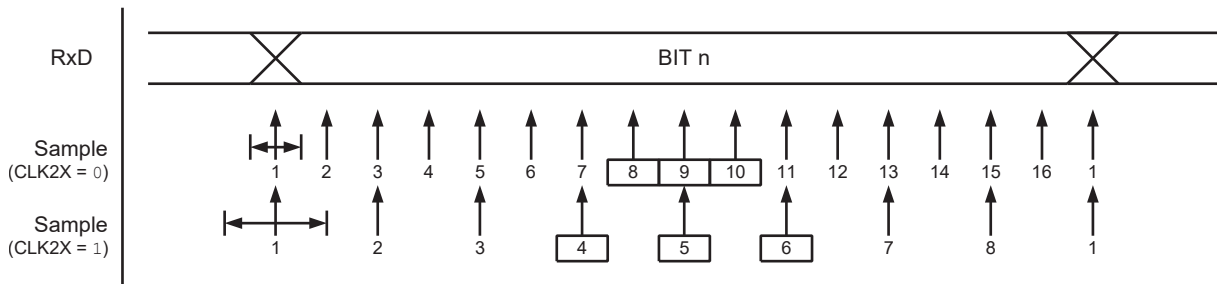 RxD BIT n
Sample
(CLK2X = 0)
1 2 3 4 5 6 7 8 9 10 11 12 13 14 15 16 1
Sample
(CLK2X = 1)
1 2 3 4 5 6 7 8 1